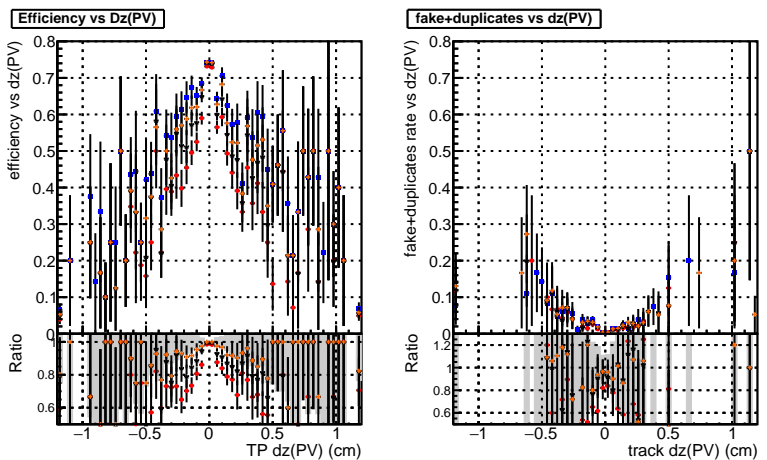 Efficiency vs Dz(PV)
efficiency vs dz(PV)
0.8
0.7
0.6
0.5
0.4
0.3
0.2
0.1
0
Ratio
1
0.8
0.6
−1 −0.5 0 0.5 1
TP dz(PV) (cm)
fake+duplicates vs dz(PV)
fake+duplicates rate vs dz(PV)
0.8
0.7
0.6
0.5
0.4
0.3
0.2
0.1
0
Ratio
1.2
1
0.8
0.6
−1 −0.5 0 0.5 1
track dz(PV) (cm)